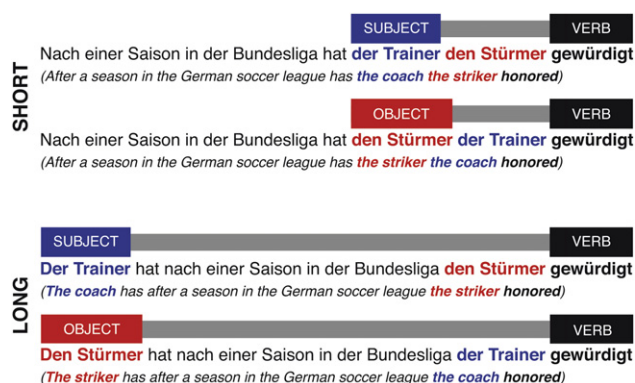 SHORT
SUBJECT VERB
Nach einer Saison in der Bundesliga hat der Trainer den Stürmer gewürdigt
(After a season in the German soccer league has the coach the striker honored)
OBJECT VERB
Nach einer Saison in der Bundesliga hat den Stürmer der Trainer gewürdigt
(After a season in the German soccer league has the striker the coach honored)
LONG
SUBJECT VERB
Der Trainer hat nach einer Saison in der Bundesliga den Stürmer gewürdigt
(The coach has after a season in the German soccer league the striker honored)
OBJECT VERB
Den Stürmer hat nach einer Saison in der Bundesliga der Trainer gewürdigt
(The striker has after a season in the German soccer league the coach honored)